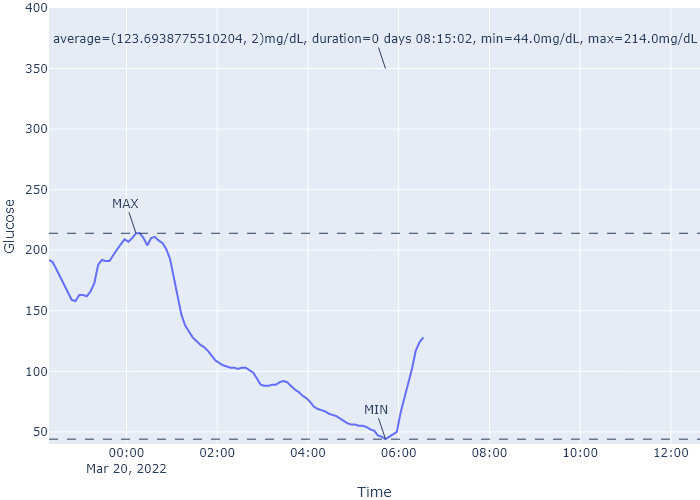 400
average=(123.6938775510204, 2)mg/dL, duration=0 days 08:15:02, min=44.0mg/dL, max=214.0mg/dL
350
300
250
MAX
Glucose
200
150
100
MIN
50
00:00 02:00 04:00 06:00 08:00 10:00 12:00
Mar 20, 2022
Time